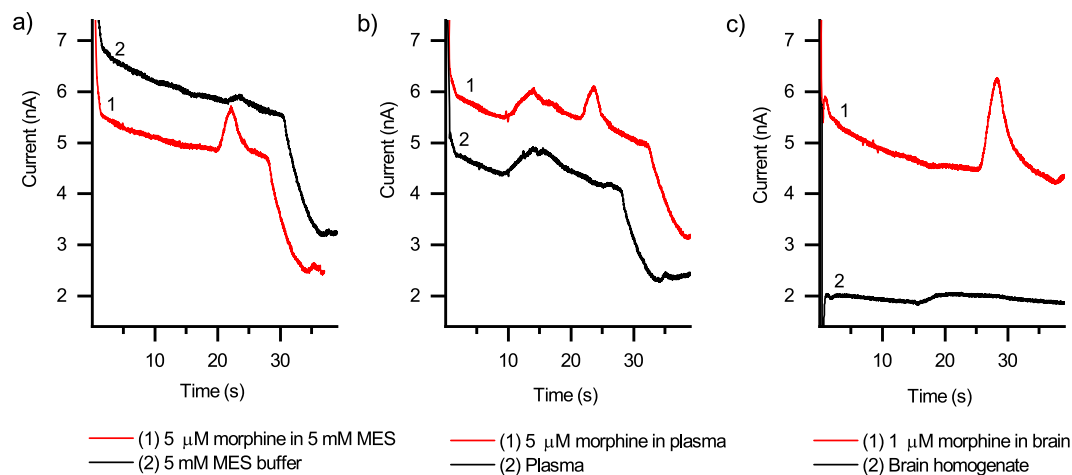 a)
7
6
5
4
3
2
Current (nA)
2
1
10 20 30
Time (s)
(1) 5 μM morphine in 5 mM MES
(2) 5 mM MES buffer
b)
7
6
5
4
3
2
Current (nA)
1
2
10 20 30
Time (s)
(1) 5 μM morphine in plasma
(2) Plasma
c)
7
6
5
4
3
2
Current (nA)
1
2
10 20 30
Time (s)
(1) 1 μM morphine in brain
(2) Brain homogenate